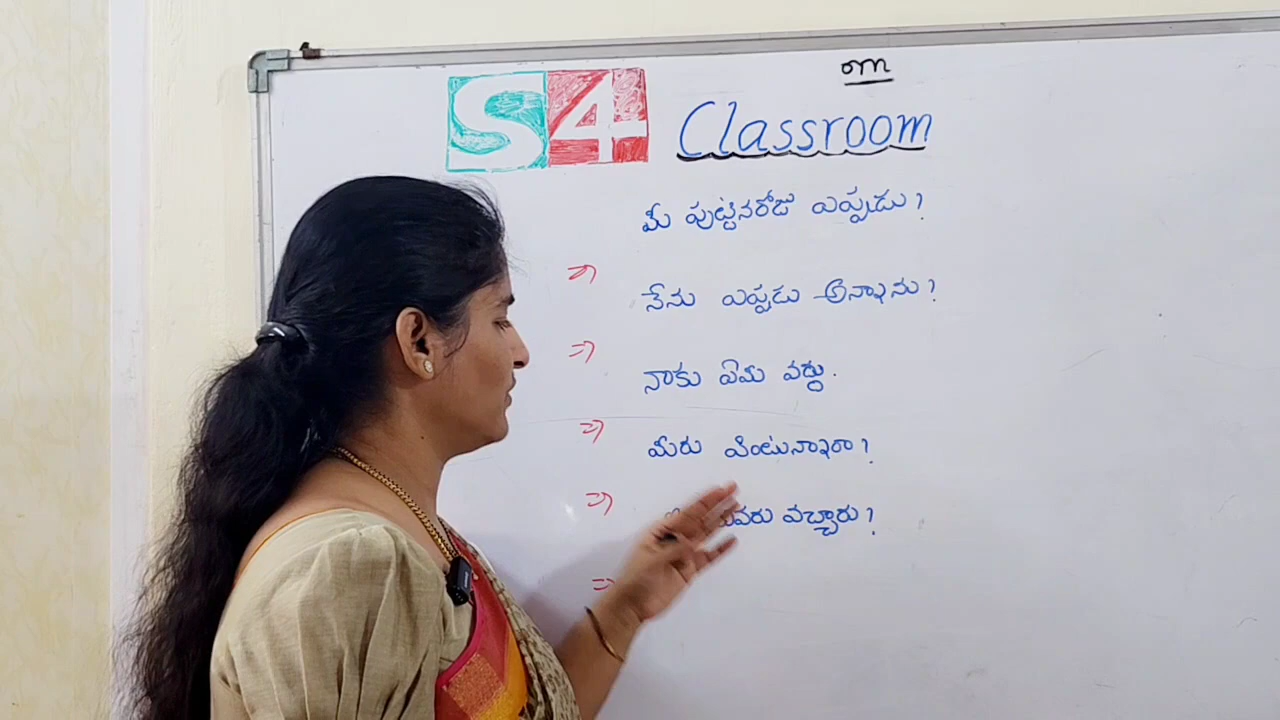 om
S4 Classroom
మీ పుట్టినరోజు ఎప్పుడు?
⇒ నేను ఎప్పుడు అన్నాను?
⇒ నాకు ఏమి వద్దు.
⇒ మీరు వింటున్నారా?
⇒ వచ్చారు?
⇒